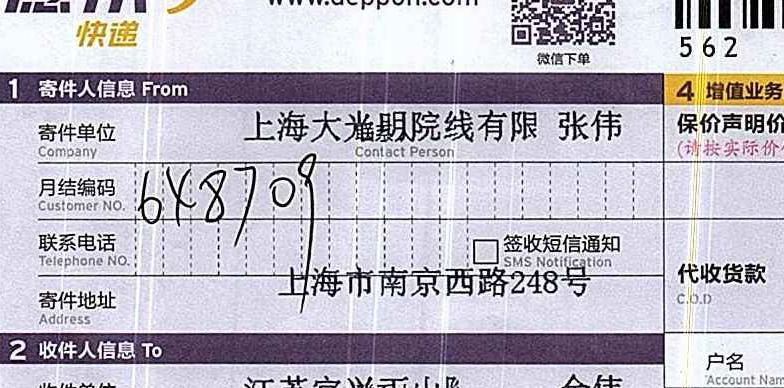 快递
www.deppon.com
微信下单
562
1 寄件人信息 From
4 增值业务
寄件单位
Company
上海大光明院线有限 张伟
Contact Person
保价声明价
(请按实际价
月结编码
Customer NO.
648709
联系电话
Telephone NO.
签收短信通知
SMS Notification
上海市南京西路248号
寄件地址
Address
代收货款
C.O.D
2 收件人信息 To
户名
Account Nam